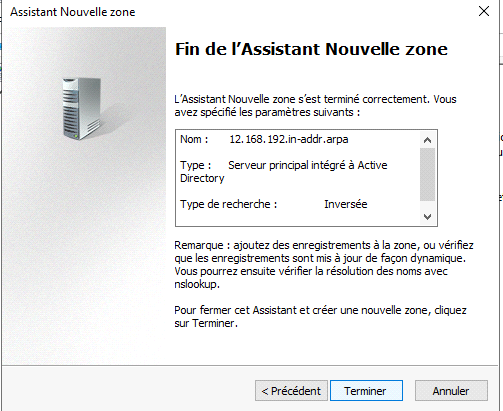 Assistant Nouvelle zone
Fin de l'Assistant Nouvelle zone
L'Assistant Nouvelle zone s'est terminé correctement. Vous
avez spécifié les paramètres suivants :
Nom : 12.168.192.in-addr.arpa
Type : Serveur principal intégré à Active
Directory
Type de recherche : Inversée
Remarque : ajoutez des enregistrements à la zone, ou vérifiez
que les enregistrements sont mis à jour de façon dynamique.
Vous pourrez ensuite vérifier la résolution des noms avec
nslookup.
Pour fermer cet Assistant et créer une nouvelle zone, cliquez
sur Terminer.
< Précédent Terminer Annuler